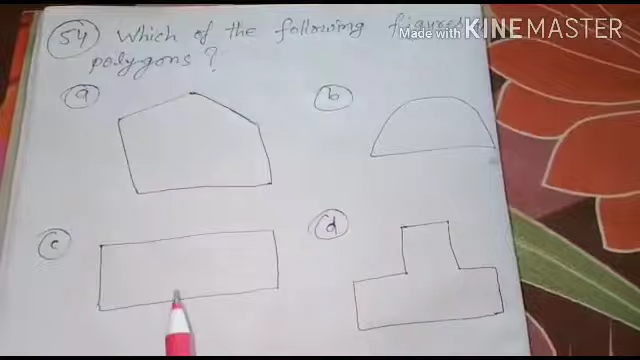 54 Which of the following figures
polygons ?
a
b
c
d
Made with KINEMASTER